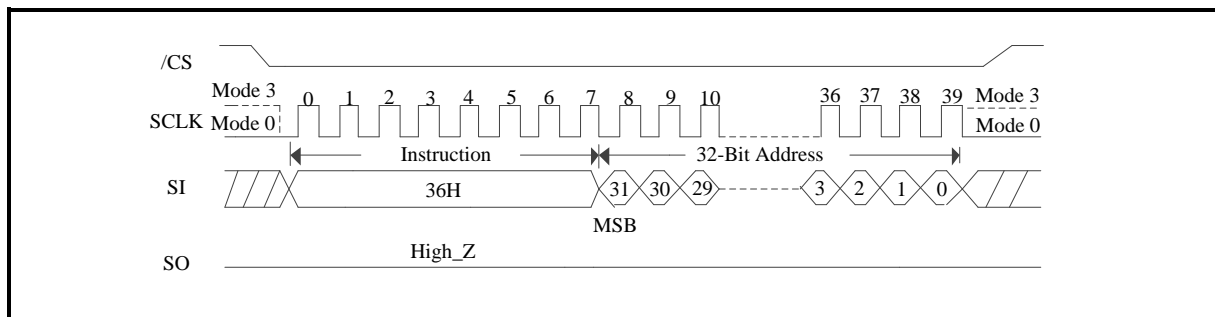 /CS
Mode 3 0 1 2 3 4 5 6 7 8 9 10 36 37 38 39 Mode 3
SCLK Mode 0 Mode 0
Instruction 32-Bit Address
SI 36H 31 30 29 3 2 1 0
MSB
High_Z
SO